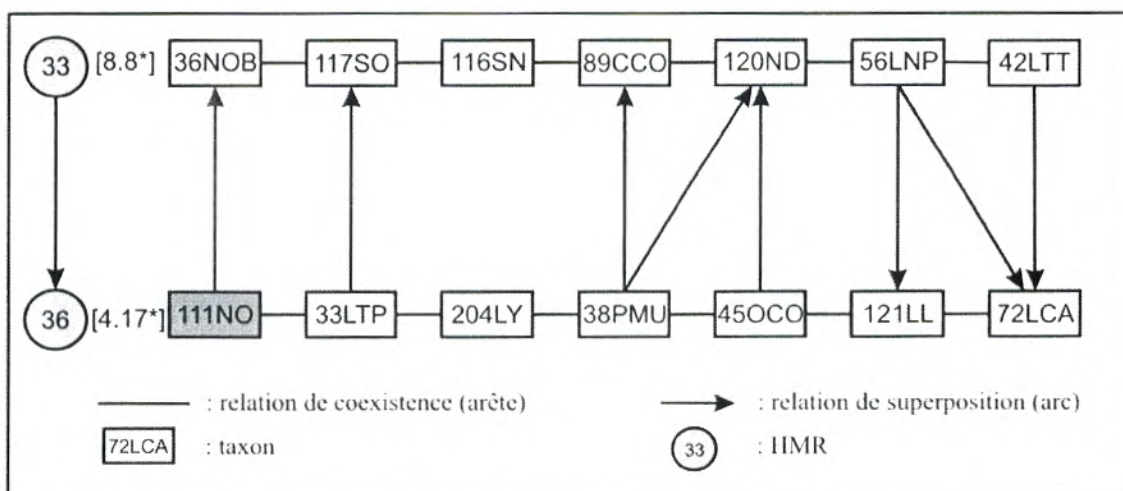 33 [8.8*] 36NOB 117SO 116SN 89CCO 120ND 56LNP 42LTT
36 [4.17*] 111NO 33LTP 204LY 38PMU 45OCO 121LL 72LCA
: relation de coexistence (arête) : relation de superposition (arc)
72LCA : taxon 33 : HMR